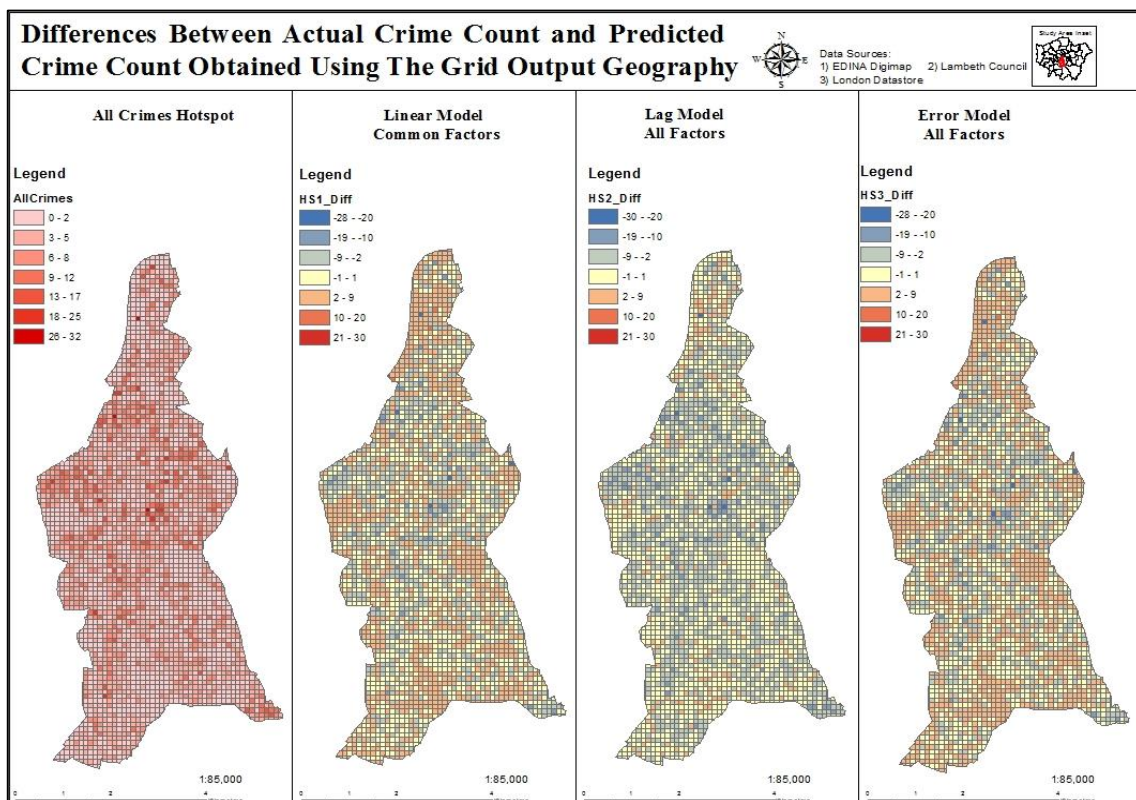 Differences Between Actual Crime Count and Predicted
Crime Count Obtained Using The Grid Output Geography
N
W
E
S
Data Sources:
1) EDINA Digimap 2) Lambeth Council
3) London Datastore
Study Area Inset
All Crimes Hotspot
Legend
AllCrimes
0 - 2
3 - 5
6 - 8
9 - 12
13 - 17
18 - 25
26 - 32
1:85,000
0 1 2 4
Linear Model
Common Factors
Legend
HS1_Diff
-28 - -20
-19 - -10
-9 - -2
-1 - 1
2 - 9
10 - 20
21 - 30
1:85,000
0 2 4
Lag Model
All Factors
Legend
HS2_Diff
-30 - -20
-19 - -10
-9 - -2
-1 - 1
2 - 9
10 - 20
21 - 30
Error Model
All Factors
Legend
HS3_Diff
-28 - -20
-19 - -10
-9 - -2
-1 - 1
2 - 9
10 - 20
21 - 30
1:85,000